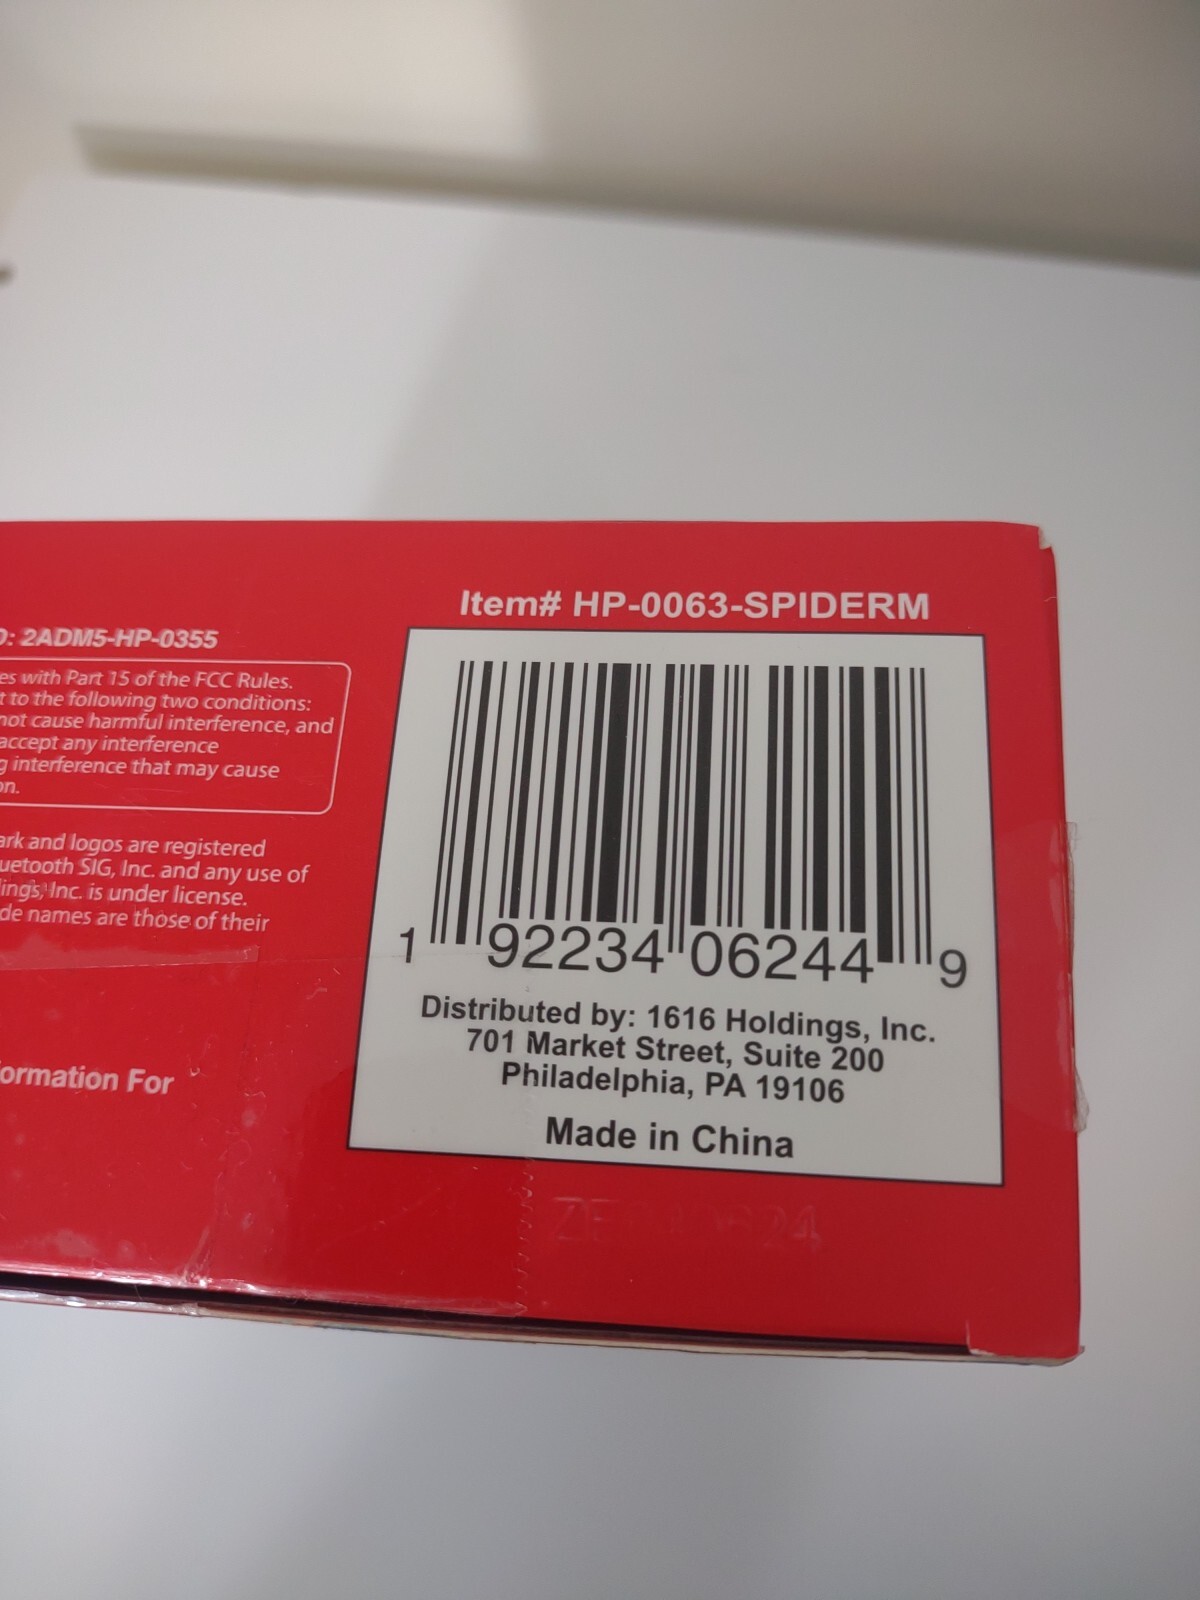 Item# HP-0063-SPIDERM
D: 2ADM5-HP-0355
es with Part 15 of the FCC Rules.
t to the following two conditions:
not cause harmful interference, and
accept any interference
g interference that may cause
on.
ark and logos are registered
uetooth SIG, Inc. and any use of
ings, Inc. is under license.
de names are those of their
ormation For
1 92234 06244 9
Distributed by: 1616 Holdings, Inc.
701 Market Street, Suite 200
Philadelphia, PA 19106
Made in China